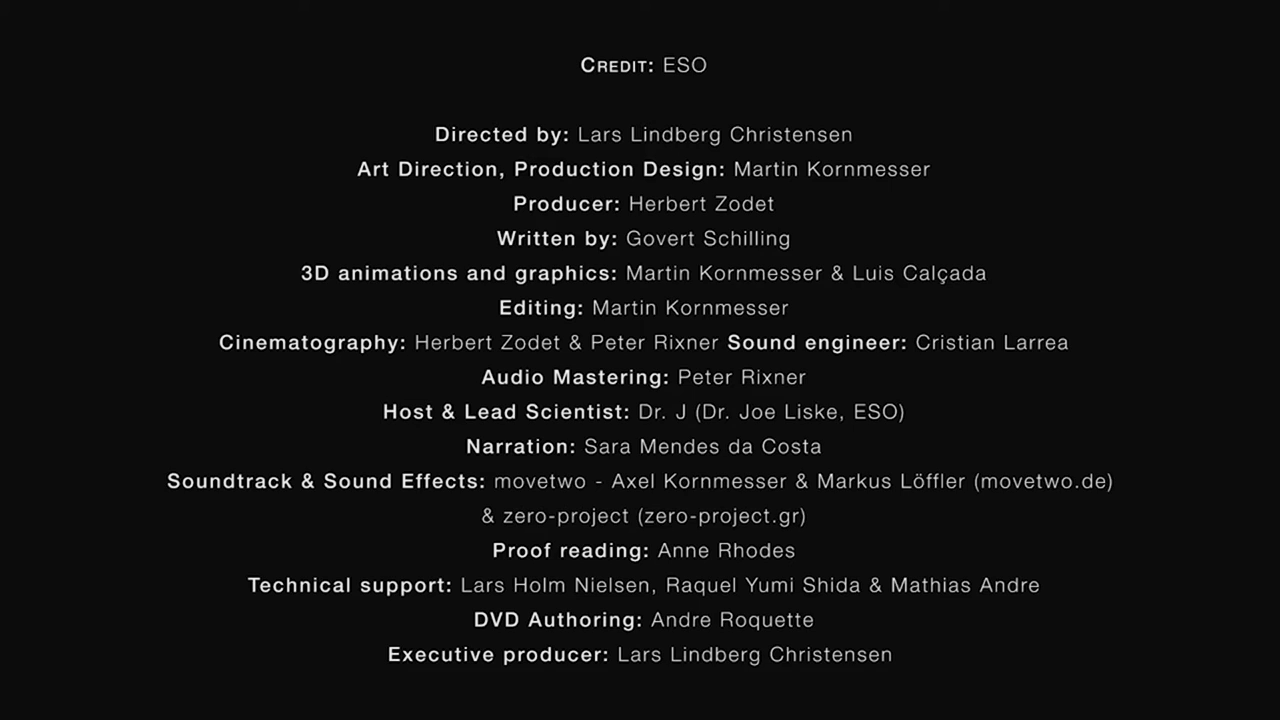 CREDIT: ESO
Directed by: Lars Lindberg Christensen
Art Direction, Production Design: Martin Kornmesser
Producer: Herbert Zodet
Written by: Govert Schilling
3D animations and graphics: Martin Kornmesser & Luis Calçada
Editing: Martin Kornmesser
Cinematography: Herbert Zodet & Peter Rixner Sound engineer: Cristian Larrea
Audio Mastering: Peter Rixner
Host & Lead Scientist: Dr. J (Dr. Joe Liske, ESO)
Narration: Sara Mendes da Costa
Soundtrack & Sound Effects: movetwo - Axel Kornmesser & Markus Löffler (movetwo.de)
& zero-project (zero-project.gr)
Proof reading: Anne Rhodes
Technical support: Lars Holm Nielsen, Raquel Yumi Shida & Mathias Andre
DVD Authoring: Andre Roquette
Executive producer: Lars Lindberg Christensen